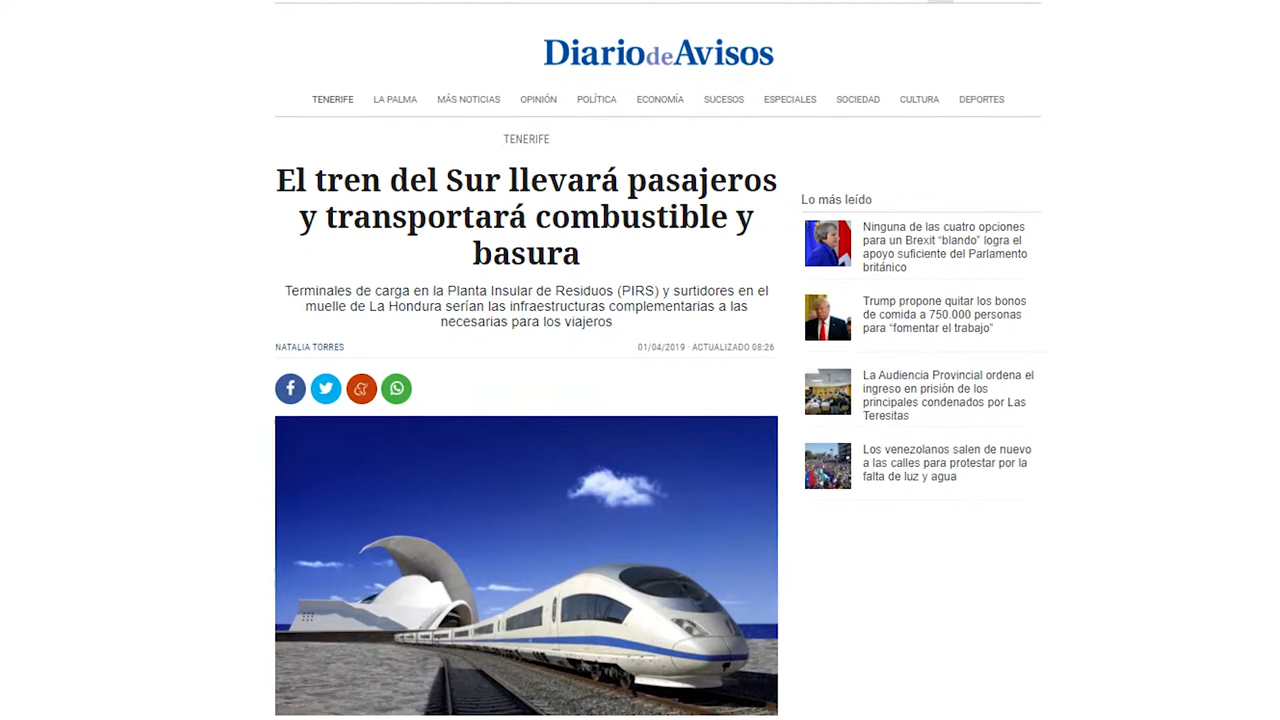 Diario de Avisos
TENERIFE LA PALMA MÁS NOTICIAS OPINIÓN POLÍTICA ECONOMÍA SUCESOS ESPECIALES SOCIEDAD CULTURA DEPORTES
TENERIFE
El tren del Sur llevará pasajeros
y transportará combustible y
basura
Terminales de carga en la Planta Insular de Residuos (PIRS) y surtidores en el
muelle de La Hondura serían las infraestructuras complementarias a las
necesarias para los viajeros
NATALIA TORRES
01/04/2019 · ACTUALIZADO 08:26
Lo más leído
Ninguna de las cuatro opciones
para un Brexit “blando” logra el
apoyo suficiente del Parlamento
británico
Trump propone quitar los bonos
de comida a 750.000 personas
para “fomentar el trabajo”
La Audiencia Provincial ordena el
ingreso en prisión de los
principales condenados por Las
Teresitas
Los venezolanos salen de nuevo
a las calles para protestar por la
falta de luz y agua